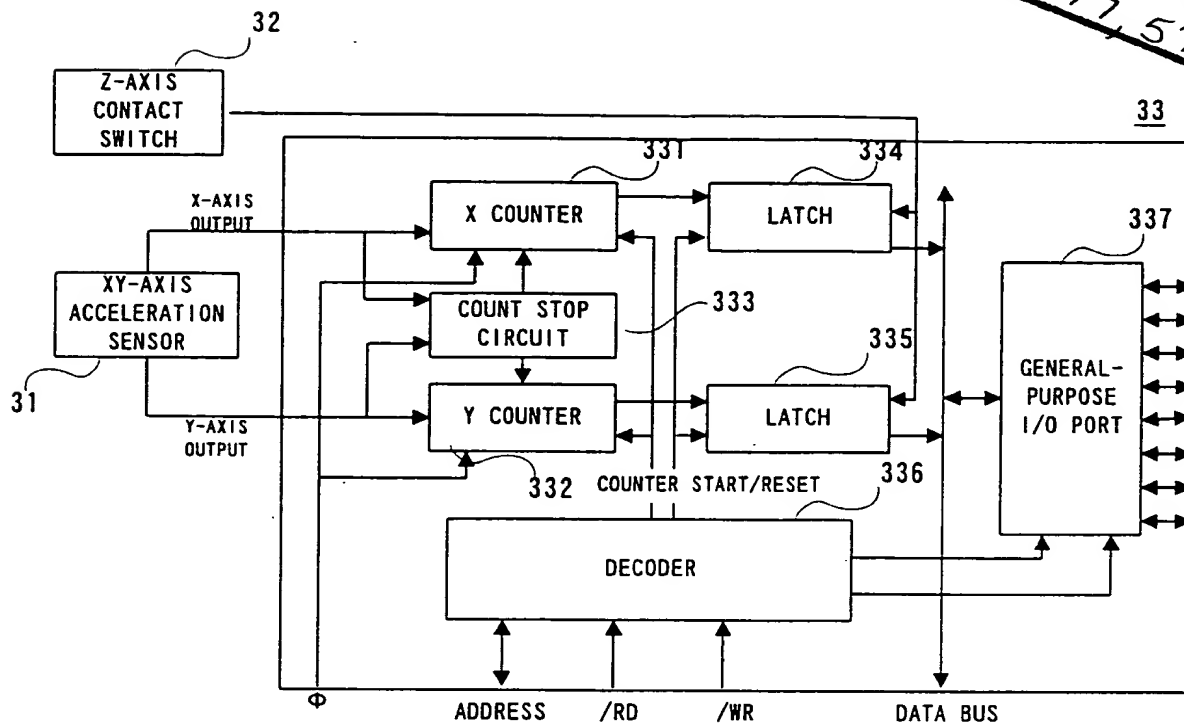 32
Z-AXIS
CONTACT
SWITCH
33
331
334
X-AXIS
OUTPUT
X COUNTER
LATCH
337
XY-AXIS
ACCELERATION
SENSOR
COUNT STOP
CIRCUIT
333
335
GENERAL-
PURPOSE
I/O PORT
31
Y COUNTER
LATCH
Y-AXIS
OUTPUT
332
COUNTER START/RESET
336
DECODER
Φ
ADDRESS
/RD
/WR
DATA BUS